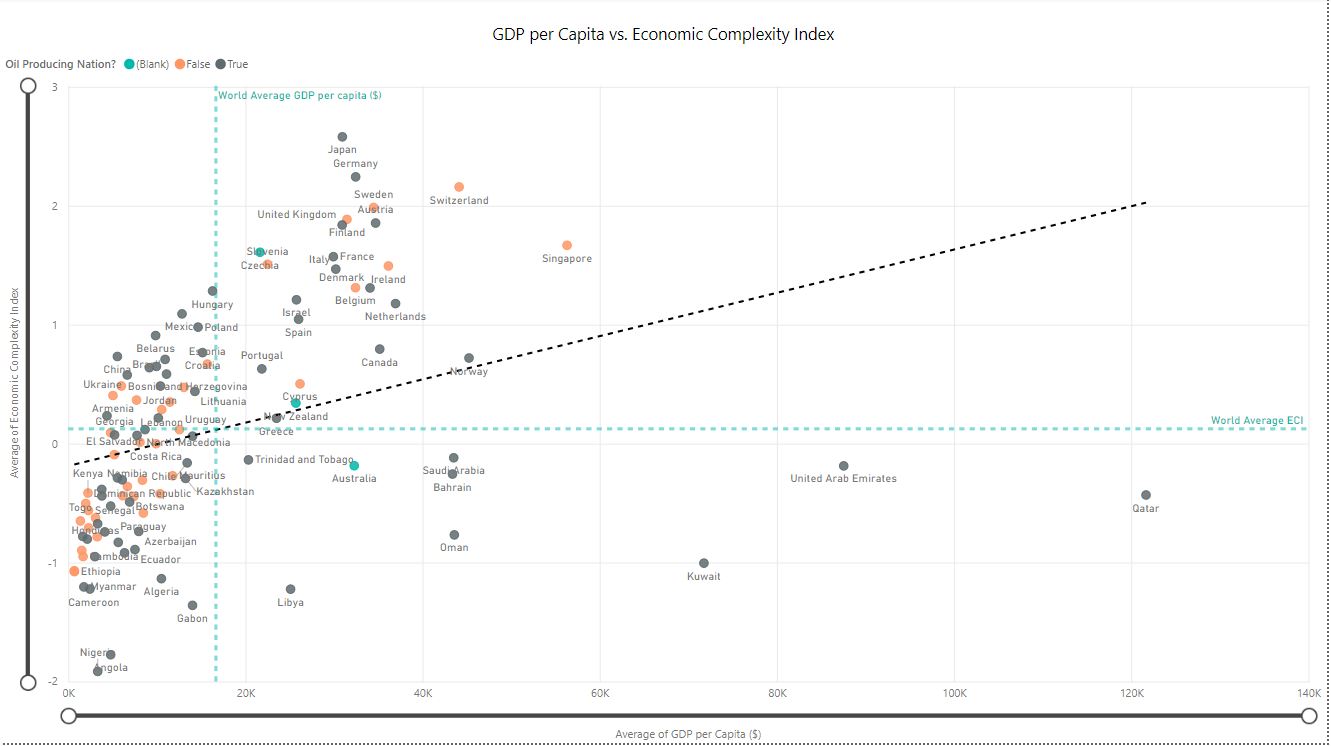 GDP per Capita vs. Economic Complexity Index
Oil Producing Nation? (Blank) False True
World Average GDP per capita ($)
World Average ECI
Average of Economic Complexity Index
3
2
1
0
-1
-2
Japan
Germany
Sweden
Switzerland
Austria
United Kingdom
Finland
Slovenia
Czechia
Italy
France
Singapore
Denmark
Ireland
Belgium
Hungary
Israel
Netherlands
Mexico
Poland
Spain
Belarus
Estonia
Portugal
Croatia
Canada
China
Norway
Ukraine
Bosnia and Herzegovina
Cyprus
Jordan
Lithuania
Armenia
Georgia
Lebanon
Uruguay
New Zealand
Greece
El Salvador
North Macedonia
Costa Rica
Trinidad and Tobago
Saudi Arabia
Kenya
Namibia
Chile
Mauritius
Australia
United Arab Emirates
Bahrain
Dominican Republic
Kazakhstan
Togo
Senegal
Botswana
Qatar
Honduras
Paraguay
Azerbaijan
Oman
Cambodia
Ecuador
Ethiopia
Kuwait
Myanmar
Algeria
Cameroon
Libya
Gabon
Angola
0K
20K
40K
60K
80K
100K
120K
140K
Average of GDP per Capita ($)